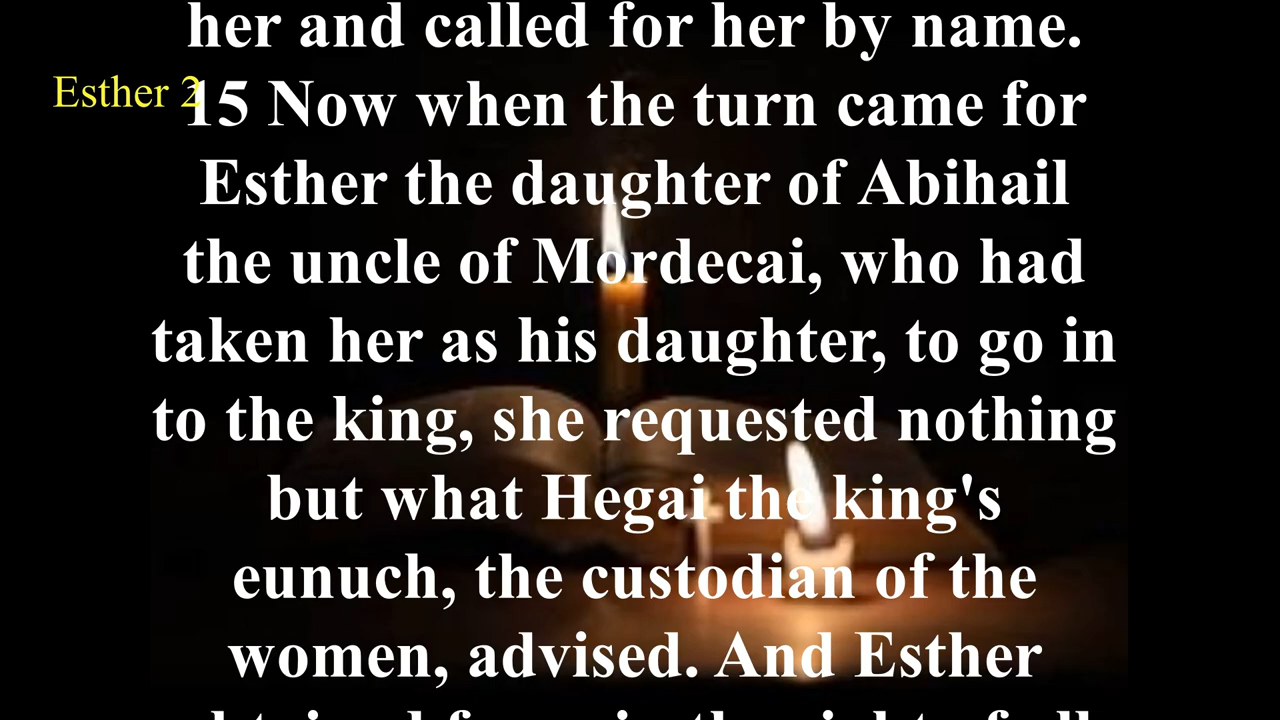 her and called for her by name.
Esther 2
15 Now when the turn came for
Esther the daughter of Abihail
the uncle of Mordecai, who had
taken her as his daughter, to go in
to the king, she requested nothing
but what Hegai the king's
eunuch, the custodian of the
women, advised. And Esther